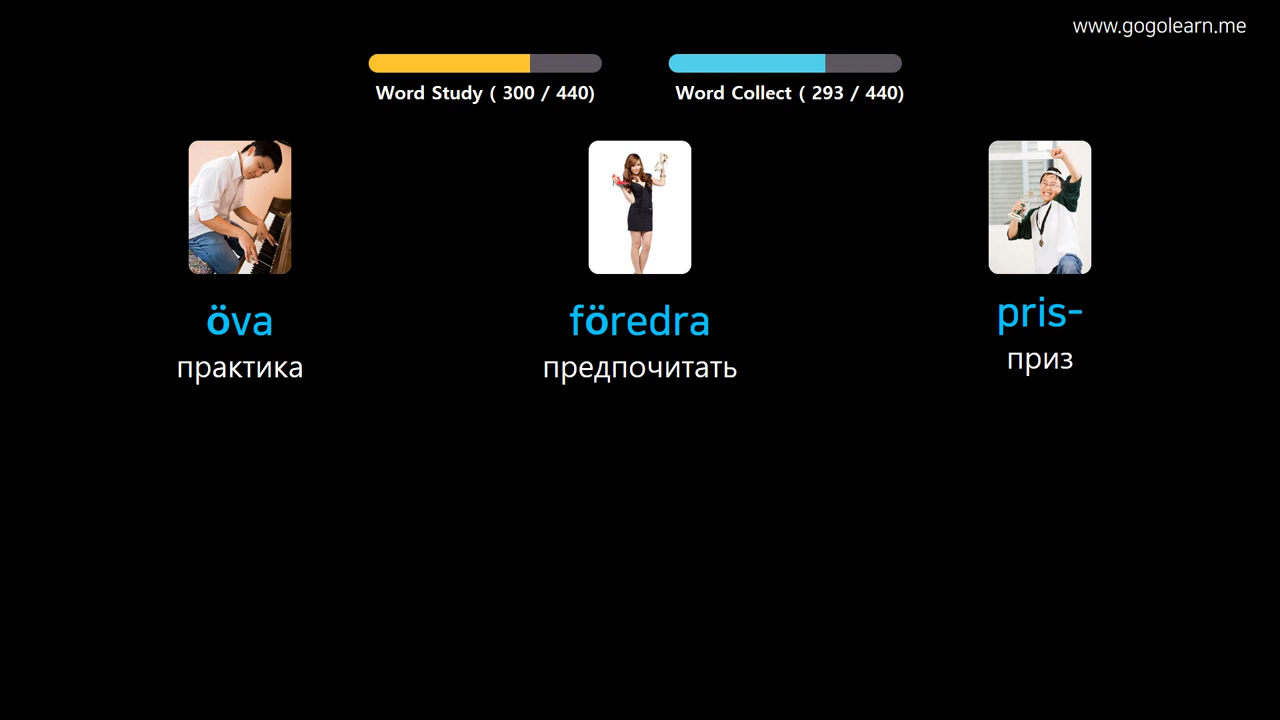 www.gogolearn.me
Word Study ( 300 / 440)
Word Collect ( 293 / 440)
öva
практика
föredra
предпочитать
pris-
приз